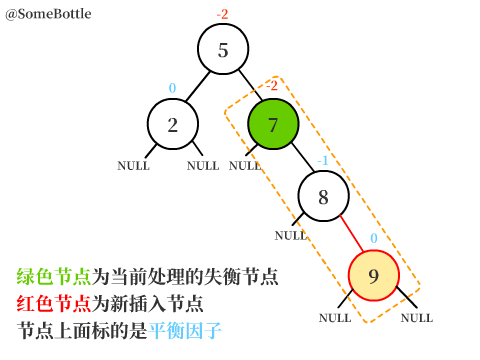 @SomeBottle
-2
5
0
-2
2
7
NULL
NULL
NULL
-1
8
NULL
0
9
NULL
NULL
绿色节点为当前处理的失衡节点
红色节点为新插入节点
节点上面标的是平衡因子